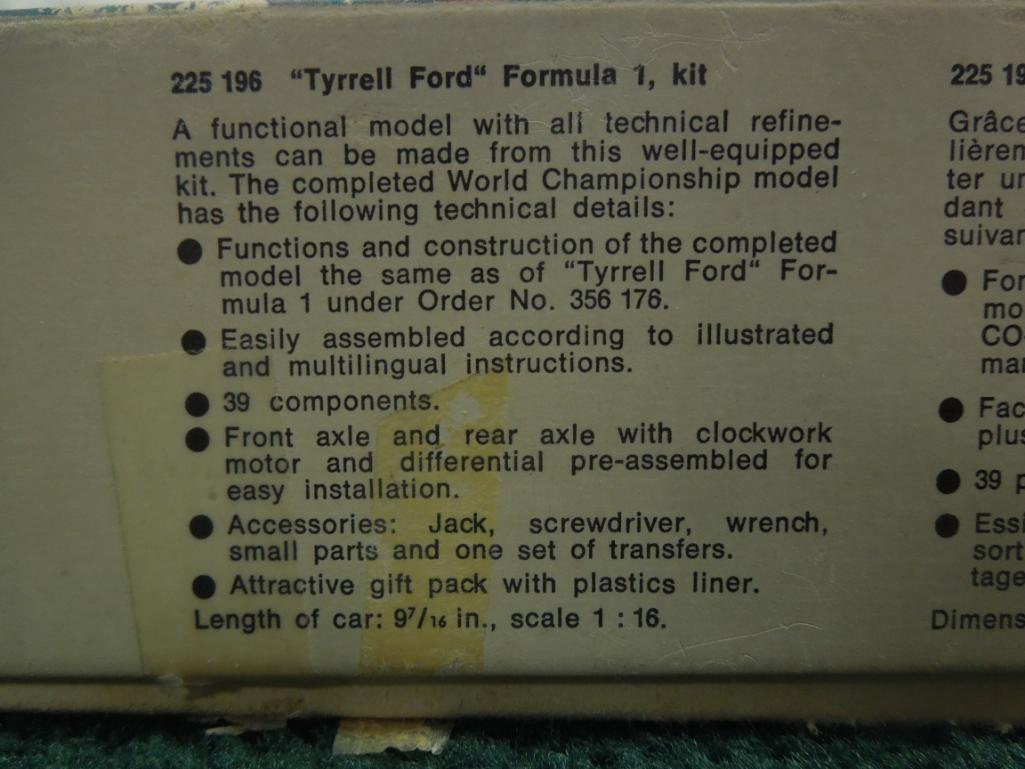 225 196 “Tyrrell Ford“ Formula 1, kit
A functional model with all technical refine-
ments can be made from this well-equipped
kit. The completed World Championship model
has the following technical details:
● Functions and construction of the completed
model the same as of “Tyrrell Ford“ For-
mula 1 under Order No. 356 176.
● Easily assembled according to illustrated
and multilingual instructions.
● 39 components.
● Front axle and rear axle with clockwork
motor and differential pre-assembled for
easy installation.
● Accessories: Jack, screwdriver, wrench,
small parts and one set of transfers.
● Attractive gift pack with plastics liner.
Length of car: 9⁷/₁₆ in., scale 1 : 16.
225 19
Grâce
lièrem
ter un
dant
suivan
● For
mo
CO
mar
● Fac
plus
● 39 p
● Essi
sort
tage
Dimens